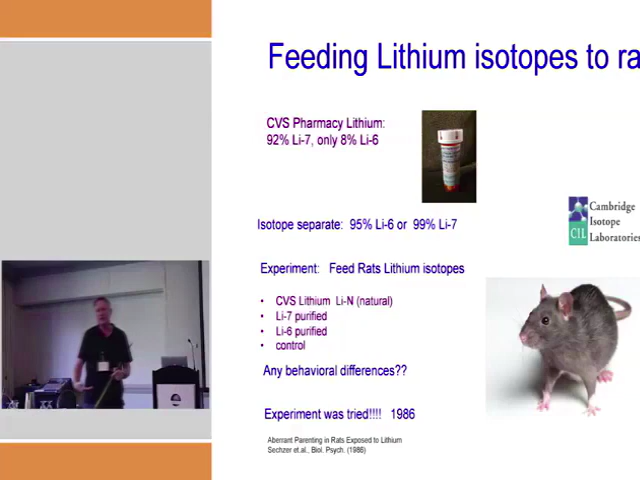 Feeding Lithium isotopes to ra
CVS Pharmacy Lithium:
92% Li-7, only 8% Li-6
Cambridge
Isotope
Laboratories
CIL
Isotope separate: 95% Li-6 or 99% Li-7
Experiment: Feed Rats Lithium isotopes
• CVS Lithium Li-N (natural)
• Li-7 purified
• Li-6 purified
• control
Any behavioral differences??
Experiment was tried!!!! 1986
Aberrant Parenting in Rats Exposed to Lithium
Sechzer et.al., Biol. Psych. (1986)